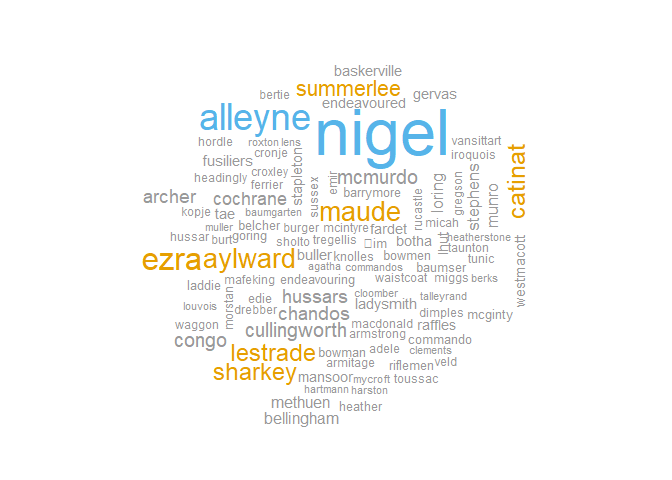 baskerville
bertie summerlee
endeavoured gervas
alleyne nigel
hordle roxton lens vansittart
fusiliers cronje iroquois catinat
headingly croxley stapleton emir mcmurdo
ferrier sussex barrymore rucastle loring gregson stephens munro
archer cochrane maude micah
kopje tae baumgarten
muller belcher burger mcintyre fardet lhut heatherstone
hussar burt goring sholto tregellis im botha taunton
ezra aylward buller knolles bowmen tunic westmacott
agatha commandos baumser
laddie mafeking endeavouring waistcoat miggs berks
louvois morstan edie hussars cloomber talleyrand
drebber ladysmith
waggon chandos dimples mcginty
cullingworth macdonald raffles
congo armstrong commando
lestrade bowman adele clements
armitage riflemen veld
sharkey mansoor mycroft toussac
hartmann harston
methuen heather
bellingham